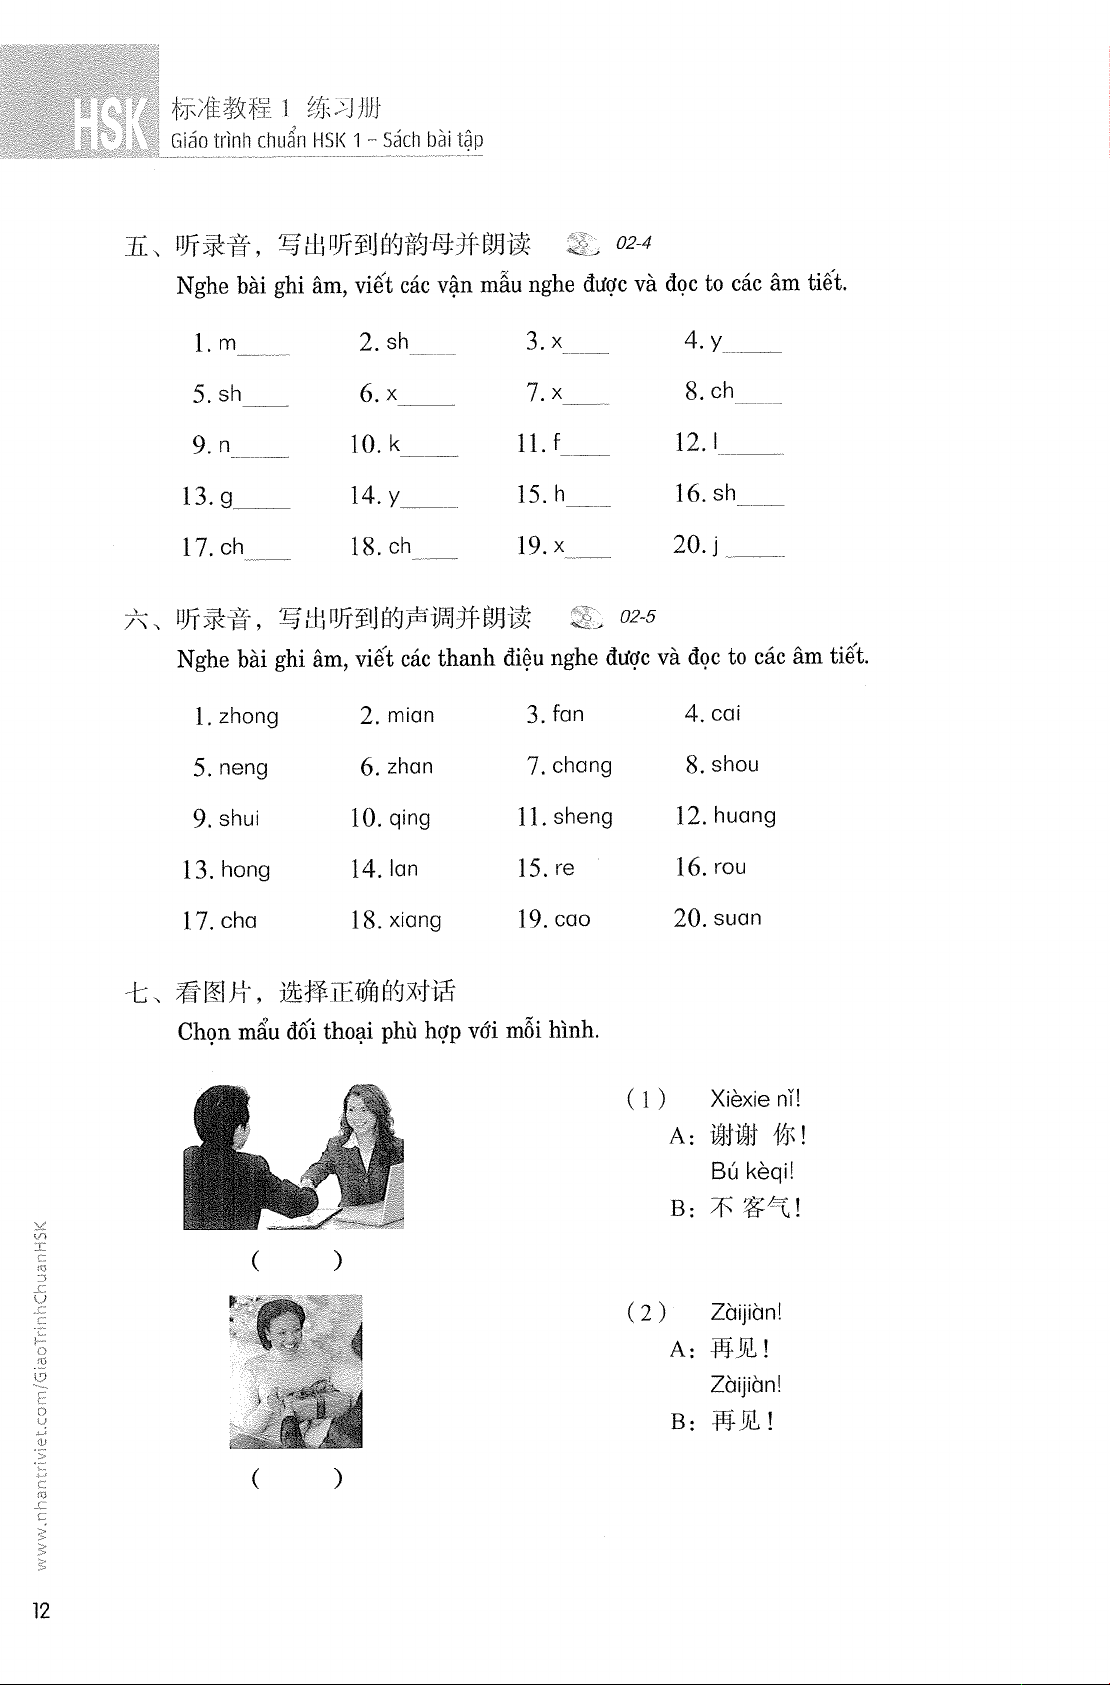 HSK
标准教程 1 练习册
Giáo trình chuẩn HSK 1 – Sách bài tập
五、听录音，写出听到的韵母并朗读 02-4
Nghe bài ghi âm, viết các vận mẫu nghe được và đọc to các âm tiết.
1. m____ 2. sh____ 3. x____ 4. y____
5. sh____ 6. x____ 7. x____ 8. ch____
9. n____ 10. k____ 11. f____ 12. l____
13. g____ 14. y____ 15. h____ 16. sh____
17. ch____ 18. ch____ 19. x____ 20. j ____
六、听录音，写出听到的声调并朗读 02-5
Nghe bài ghi âm, viết các thanh điệu nghe được và đọc to các âm tiết.
1. zhong 2. mian 3. fan 4. cai
5. neng 6. zhan 7. chang 8. shou
9. shui 10. qing 11. sheng 12. huang
13. hong 14. lan 15. re 16. rou
17. cha 18. xiang 19. cao 20. suan
七、看图片，选择正确的对话
Chọn mẩu đối thoại phù hợp với mỗi hình.
（1） Xièxie nǐ!
A: 谢谢 你！
Bú kèqi!
B: 不 客气！
( )
（2） Zàijiàn!
A: 再见！
Zàijiàn!
B: 再见！
( )
www.nhantriviet.com/GiaoTrinhChuanHSK
12